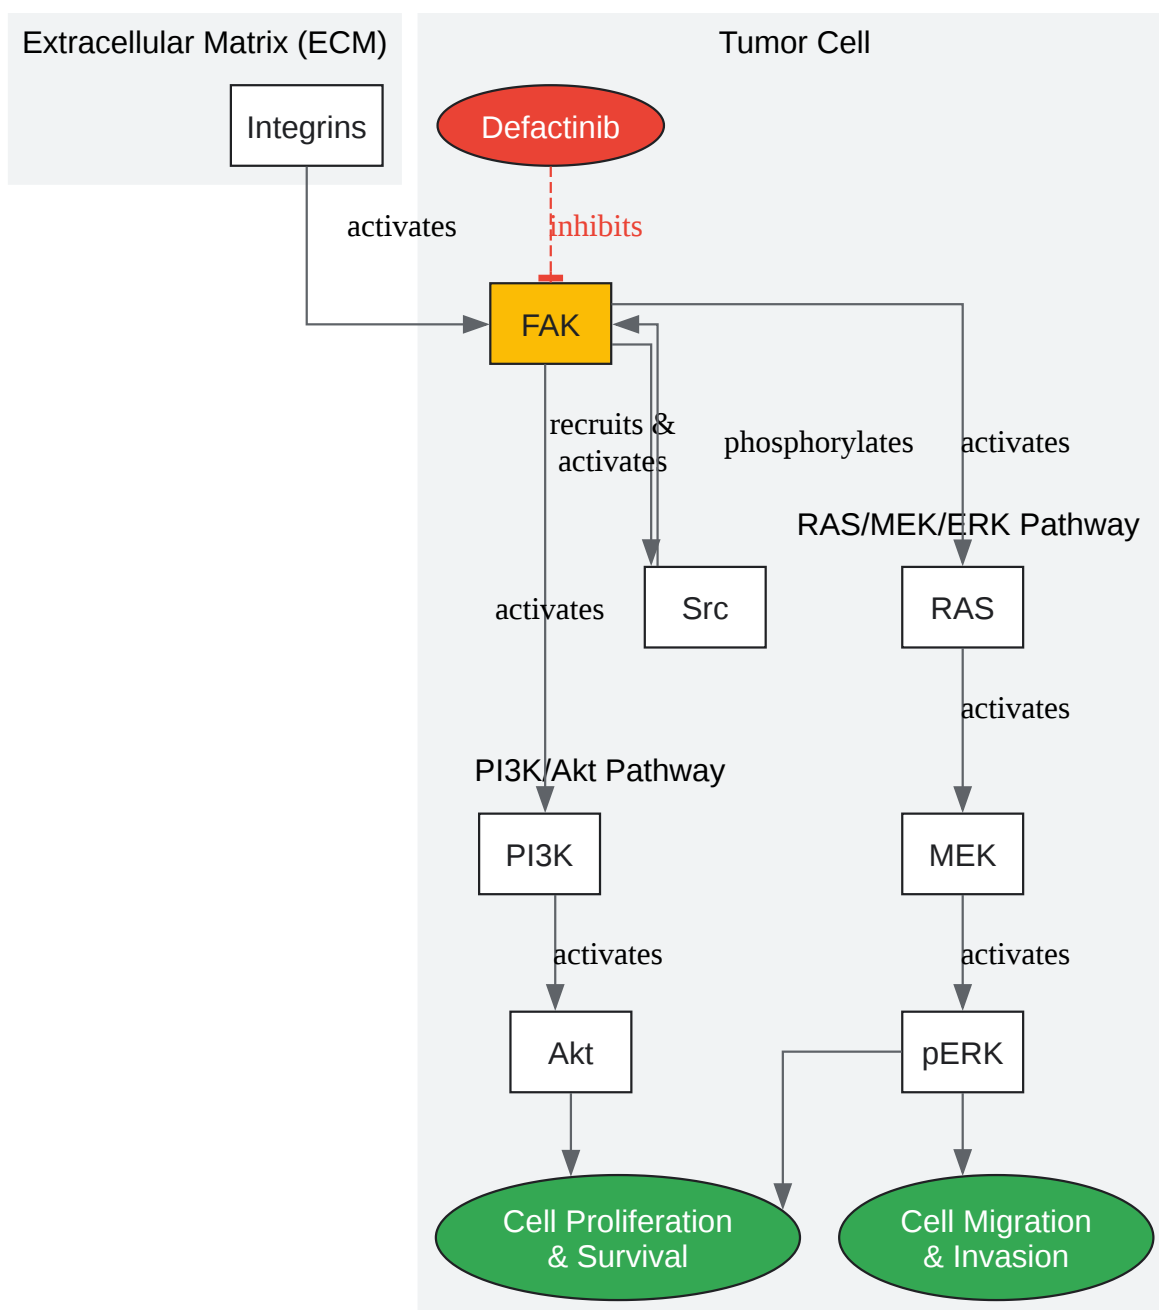 Extracellular Matrix (ECM)
Tumor Cell
Integrins
Defactinib
activates
inhibits
FAK
recruits &
activates
phosphorylates
activates
RAS/MEK/ERK Pathway
activates
Src
RAS
activates
PI3K/Akt Pathway
PI3K
MEK
activates
activates
Akt
pERK
Cell Proliferation
& Survival
Cell Migration
& Invasion